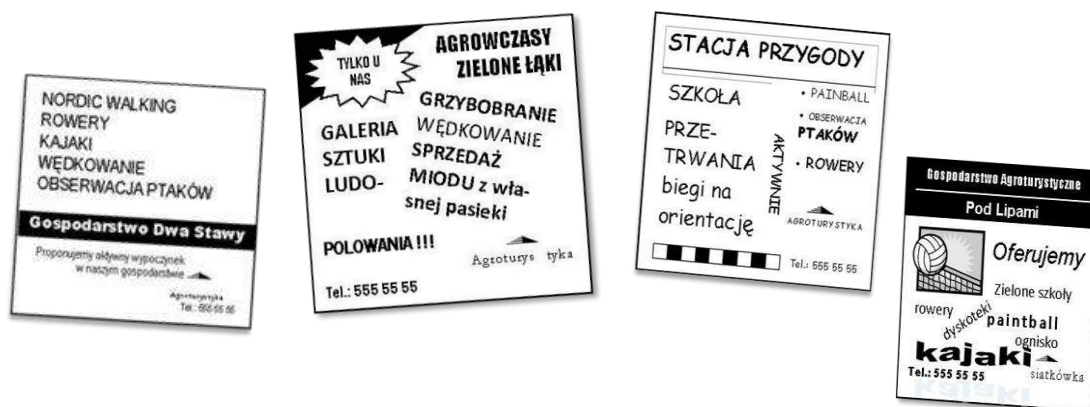 NORDIC WALKING
ROWERY
KAJAKI
WĘDKOWANIE
OBSERWACJA PTAKÓW
Gospodarstwo Dwa Stawy
Proponujemy aktywny wypoczynek
w naszym gospodarstwie
Agroturystyka
Tel.: 555 55 55
TYLKO U
NAS
AGROWCZASY
ZIELONE ŁĄKI
GALERIA
SZTUKI
LUDO-
GRZYBOBRANIE
WĘDKOWANIE
SPRZEDAŻ
MIODU z wła-
snej pasieki
POLOWANIA !!!
Agroturys tyka
Tel.: 555 55 55
STACJA PRZYGODY
SZKOŁA
PRZE-
TRWANIA
biegi na
orientację
AKTYWNIE
• PAINBALL
• OBSERWACJA
PTAKÓW
• ROWERY
AGROTURYSTYKA
Tel.: 555 55 55
Gospodarstwo Agroturystyczne
Pod Lipami
Oferujemy
Zielone szkoły
rowery
dyskoteki
paintball
ognisko
kajaki
Tel.: 555 55 55
siatkówka